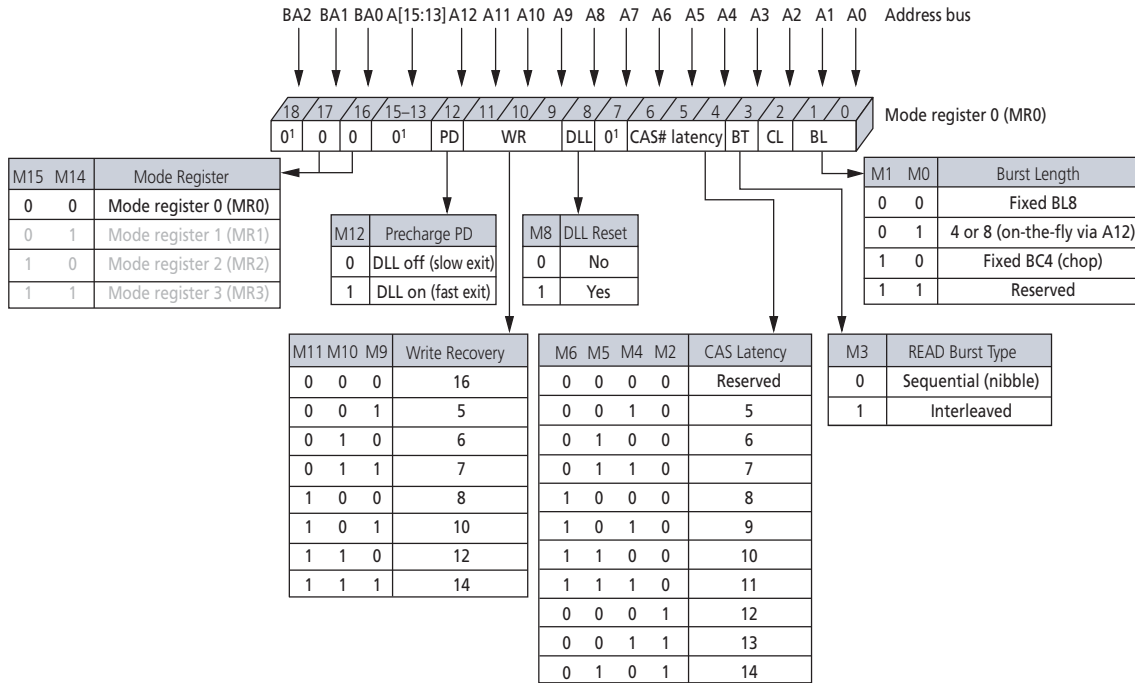 BA2 BA1 BA0 A[15:13] A12 A11 A10 A9 A8 A7 A6 A5 A4 A3 A2 A1 A0 Address bus
18 17 16 15–13 12 11 10 9 8 7 6 5 4 3 2 1 0
Mode register 0 (MR0)
0¹ 0 0 0¹ PD WR DLL 0¹ CAS# latency BT CL BL
M15 M14 Mode Register
0 0 Mode register 0 (MR0)
0 1 Mode register 1 (MR1)
1 0 Mode register 2 (MR2)
1 1 Mode register 3 (MR3)
M12 Precharge PD
0 DLL off (slow exit)
1 DLL on (fast exit)
M8 DLL Reset
0 No
1 Yes
M1 M0 Burst Length
0 0 Fixed BL8
0 1 4 or 8 (on-the-fly via A12)
1 0 Fixed BC4 (chop)
1 1 Reserved
M11 M10 M9 Write Recovery
0 0 0 16
0 0 1 5
0 1 0 6
0 1 1 7
1 0 0 8
1 0 1 10
1 1 0 12
1 1 1 14
M6 M5 M4 M2 CAS Latency
0 0 0 0 Reserved
0 0 1 0 5
0 1 0 0 6
0 1 1 0 7
1 0 0 0 8
1 0 1 0 9
1 1 0 0 10
1 1 1 0 11
0 0 0 1 12
0 0 1 1 13
0 1 0 1 14
M3 READ Burst Type
0 Sequential (nibble)
1 Interleaved